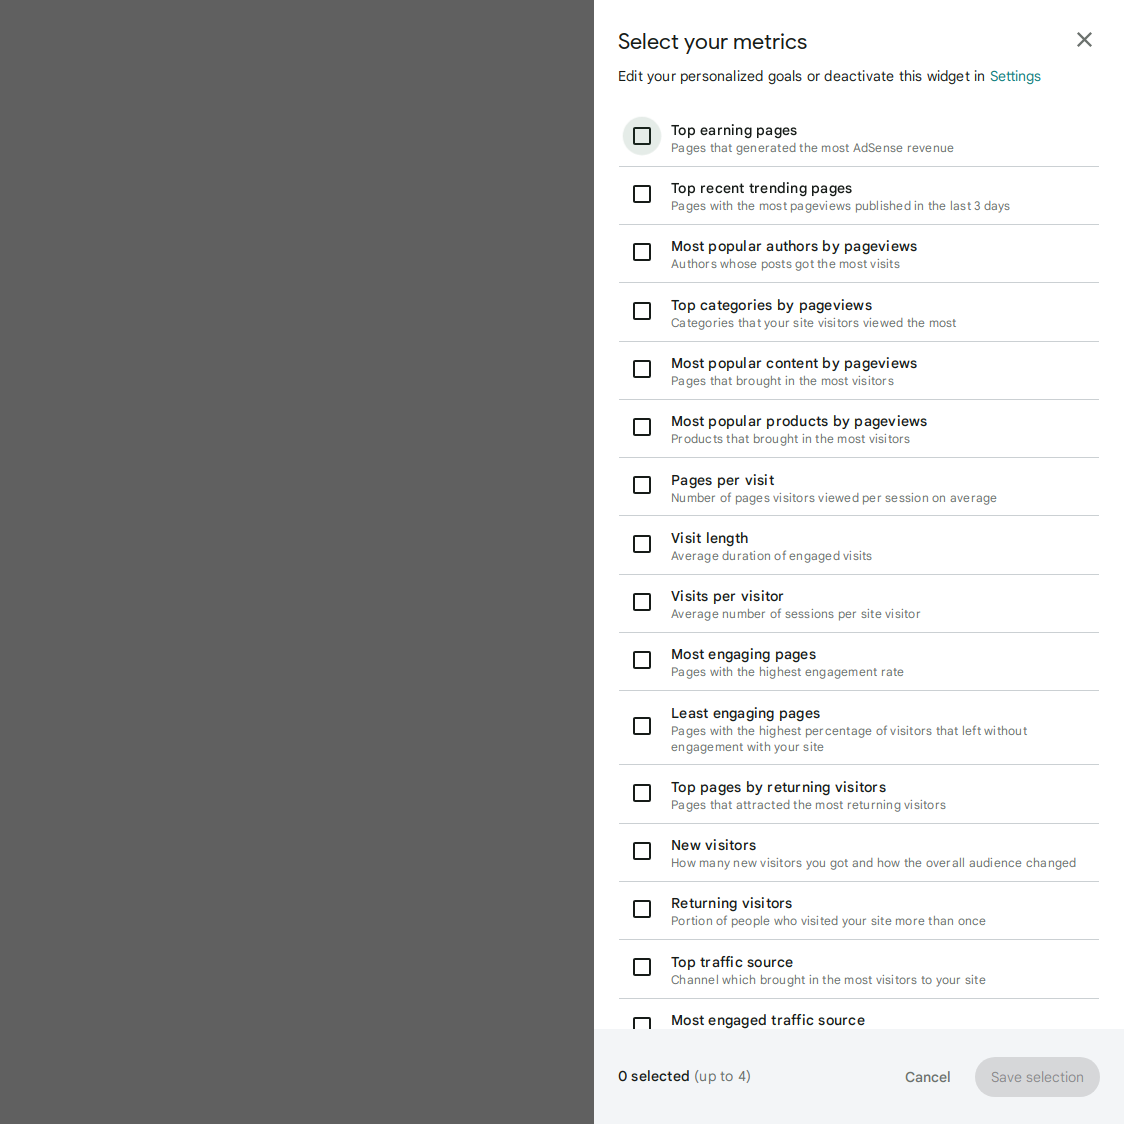 Select your metrics
Edit your personalized goals or deactivate this widget in Settings
Top earning pages
Pages that generated the most AdSense revenue
Top recent trending pages
Pages with the most pageviews published in the last 3 days
Most popular authors by pageviews
Authors whose posts got the most visits
Top categories by pageviews
Categories that your site visitors viewed the most
Most popular content by pageviews
Pages that brought in the most visitors
Most popular products by pageviews
Products that brought in the most visitors
Pages per visit
Number of pages visitors viewed per session on average
Visit length
Average duration of engaged visits
Visits per visitor
Average number of sessions per site visitor
Most engaging pages
Pages with the highest engagement rate
Least engaging pages
Pages with the highest percentage of visitors that left without
engagement with your site
Top pages by returning visitors
Pages that attracted the most returning visitors
New visitors
How many new visitors you got and how the overall audience changed
Returning visitors
Portion of people who visited your site more than once
Top traffic source
Channel which brought in the most visitors to your site
Most engaged traffic source
0 selected (up to 4)
Cancel
Save selection